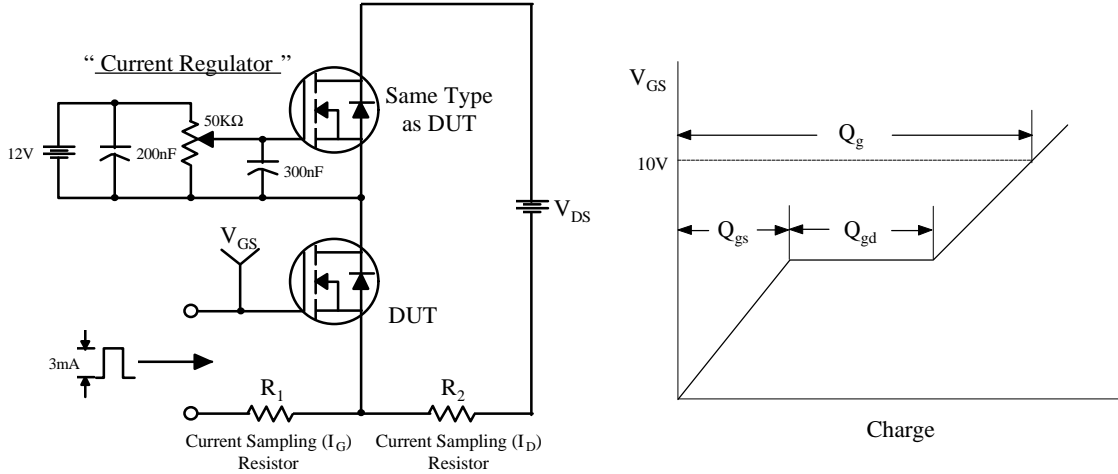 “ Current Regulator ”
12V
200nF
50KΩ
300nF
Same Type
as DUT
V_DS
V_GS
DUT
3mA
R_1
R_2
Current Sampling (I_G)
Resistor
Current Sampling (I_D)
Resistor
V_GS
10V
Q_g
Q_gs
Q_gd
Charge